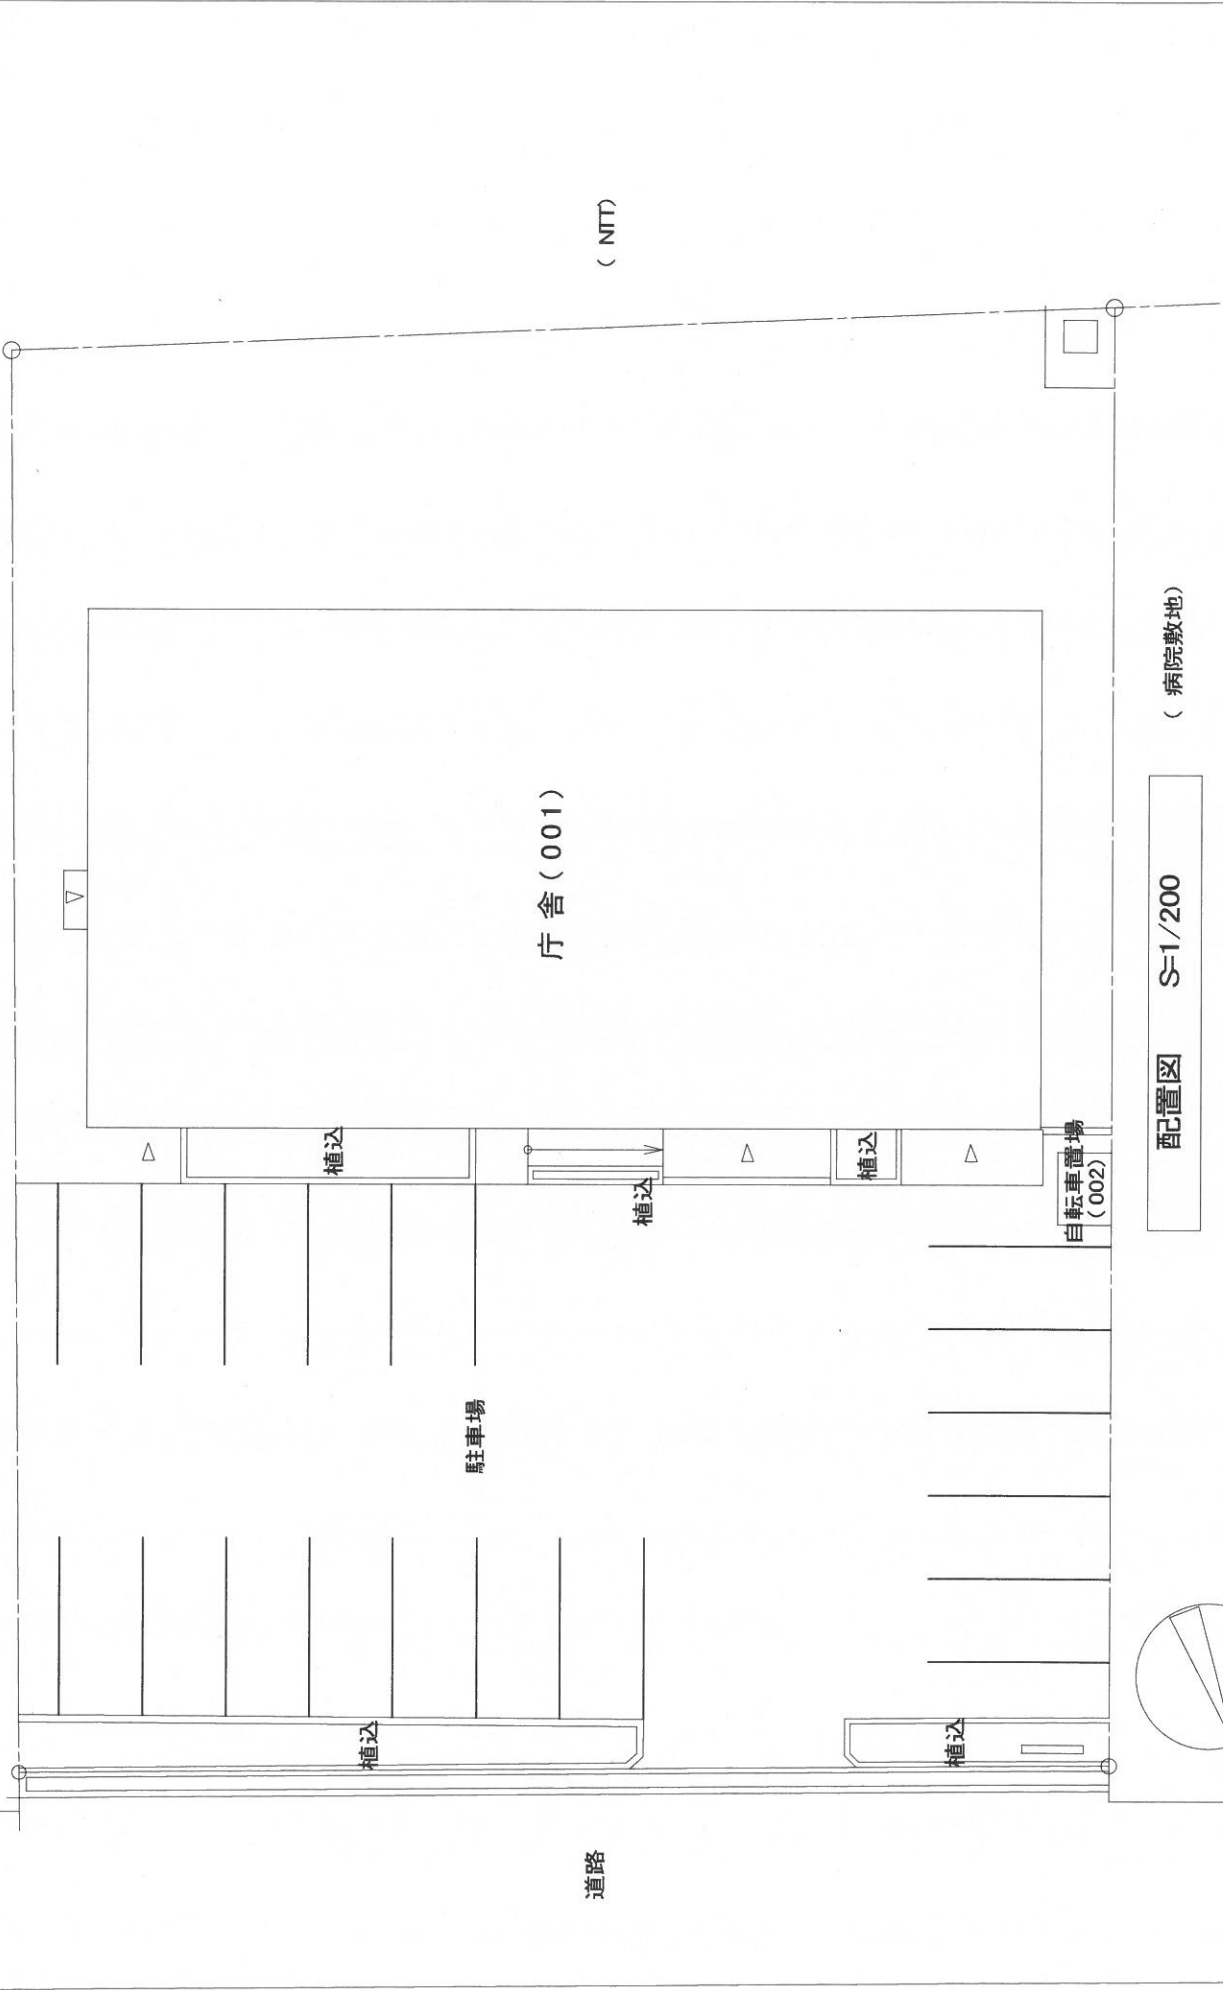 ( NTT)
( 病院敷地)
庁 舎(001)
配置図 S=1/200
植込
植込
植込
自転車置場
(002)
駐車場
植込
植込
道路